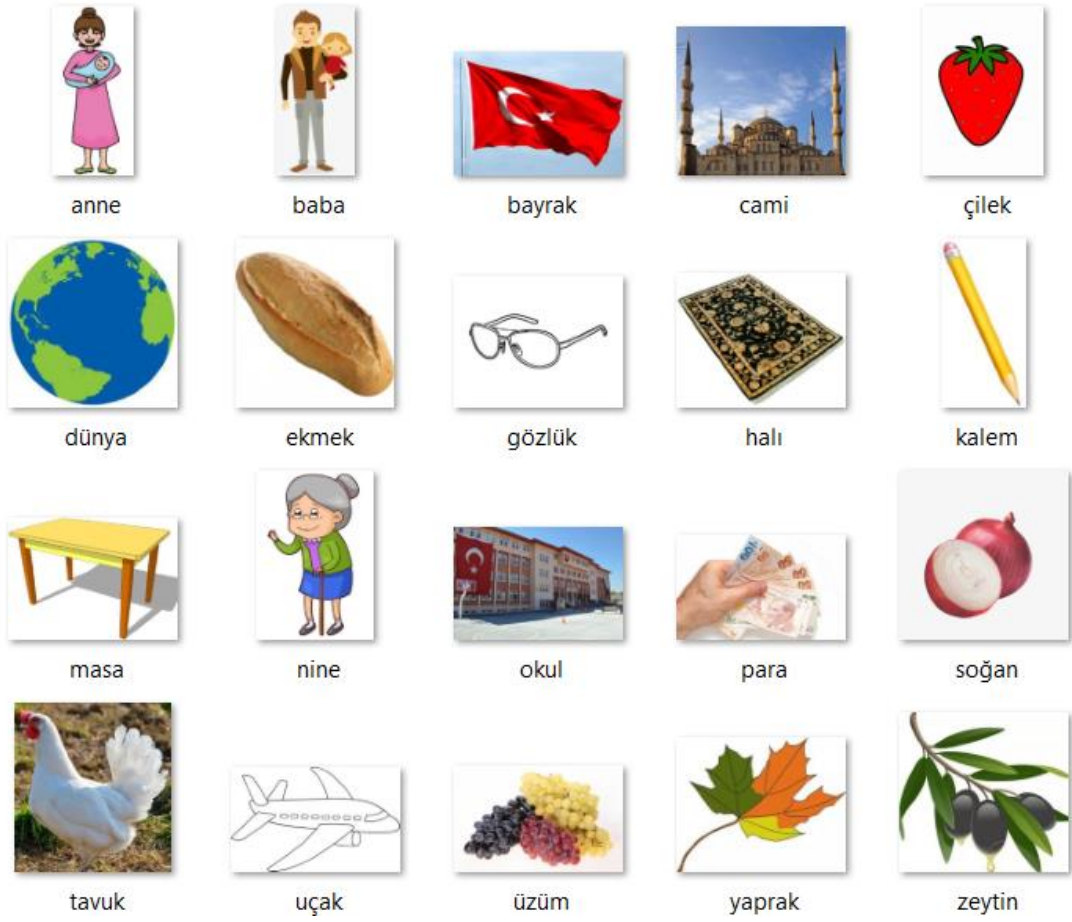 anne baba bayrak cami çilek
dünya ekmek gözlük halı kalem
masa nine okul para soğan
tavuk uçak üzüm yaprak zeytin